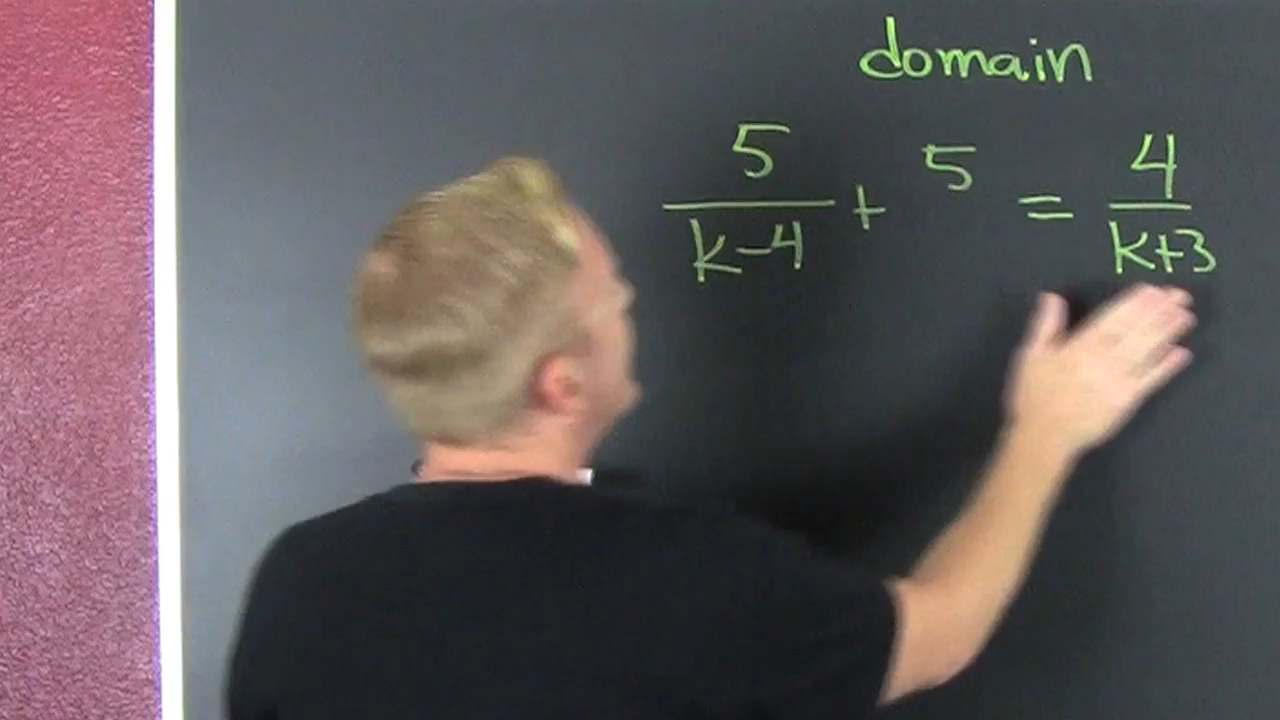 domain
5/(k-4) + 5 = 4/(k+3)